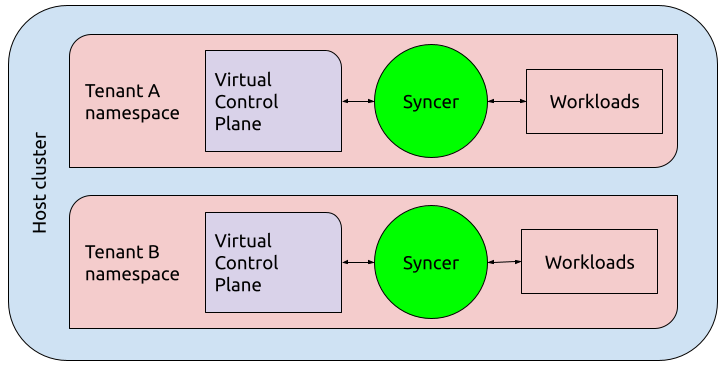 Host cluster
Tenant A
namespace
Virtual
Control
Plane
Syncer
Workloads
Tenant B
namespace
Virtual
Control
Plane
Syncer
Workloads